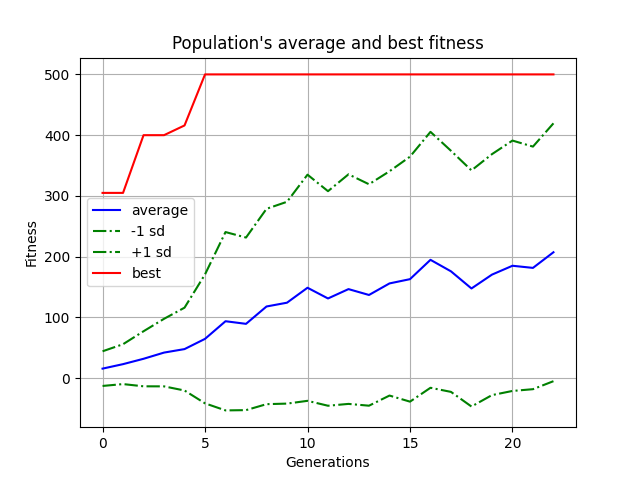 Population's average and best fitness
Fitness
500
400
300
200
100
0
average
-1 sd
+1 sd
best
0 5 10 15 20
Generations